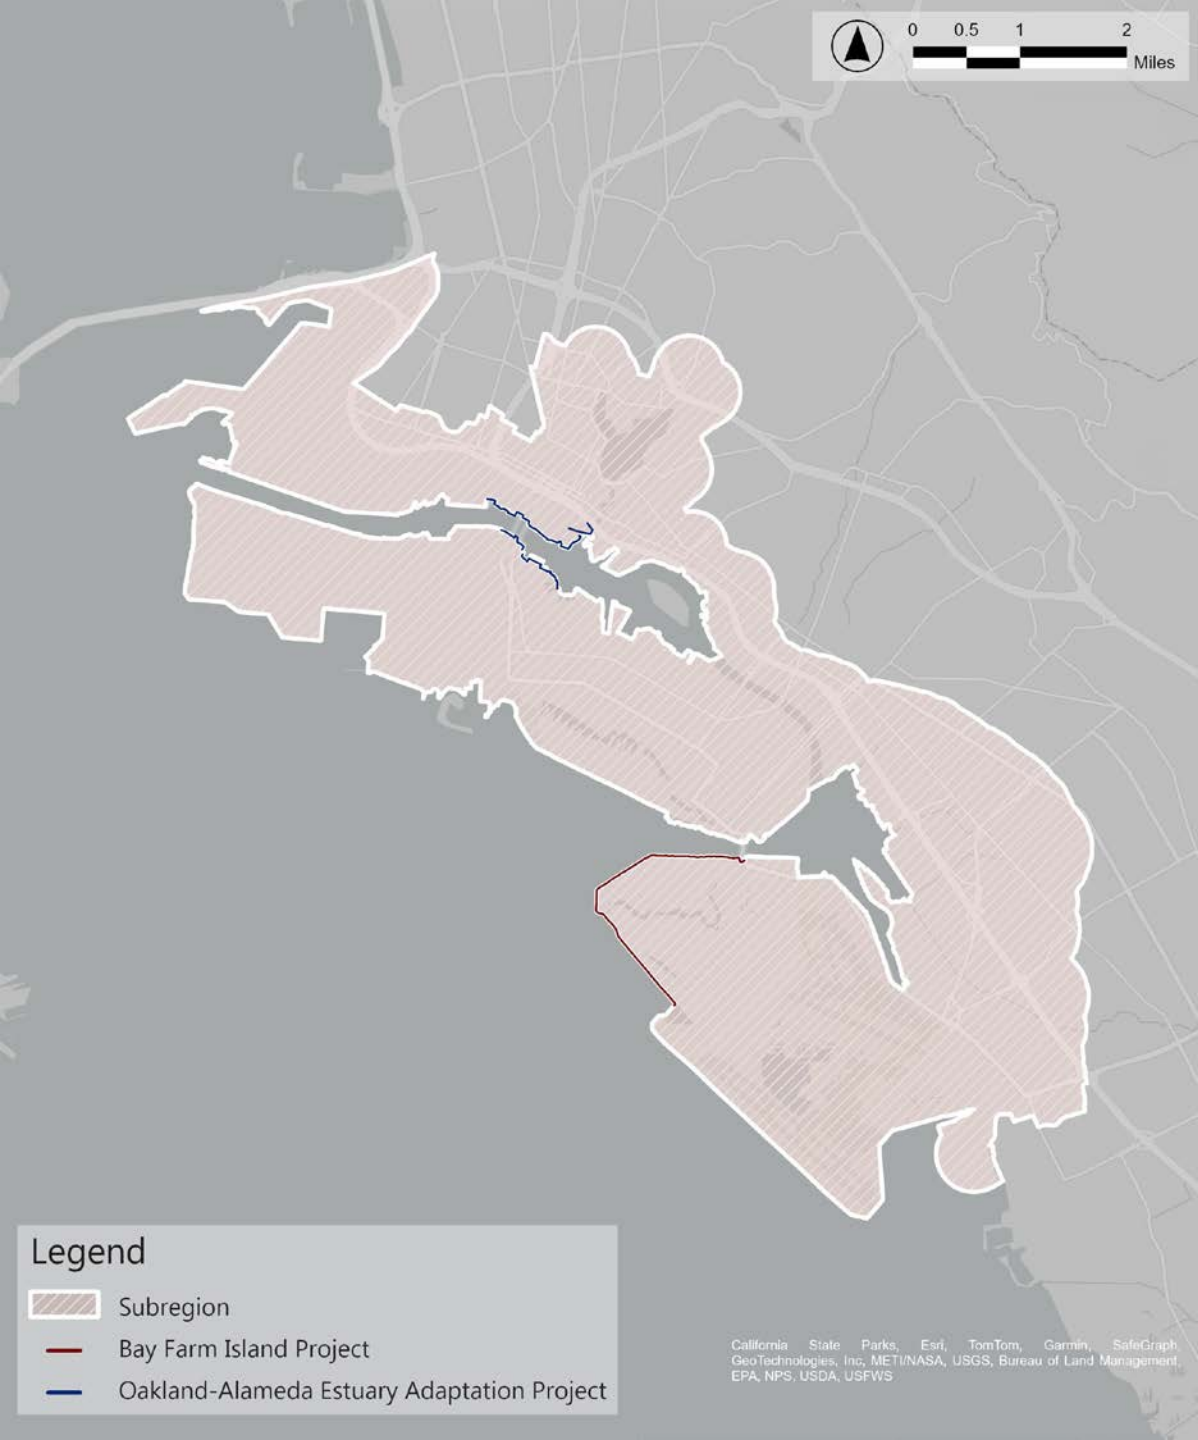 0 0.5 1 2
Miles
Legend
Subregion
Bay Farm Island Project
Oakland-Alameda Estuary Adaptation Project
California State Parks, Esri, TomTom, Garmin, SafeGraph,
GeoTechnologies, Inc, METI/NASA, USGS, Bureau of Land Management,
EPA, NPS, USDA, USFWS